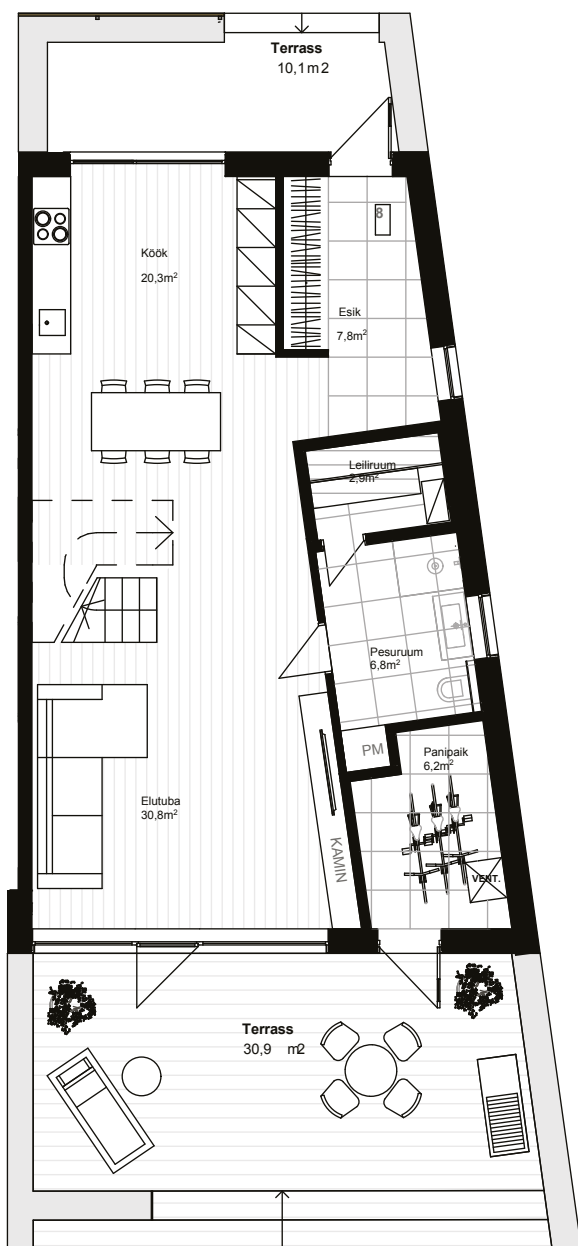 Terrass
10,1 m2
8
Köök
20,3m²
Esik
7,8m²
Leiliruum
2,9m²
Pesuruum
6,8m²
PM
Panipaik
6,2m²
Elutuba
30,8m²
KAMIN
VENT.
Terrass
30,9 m2